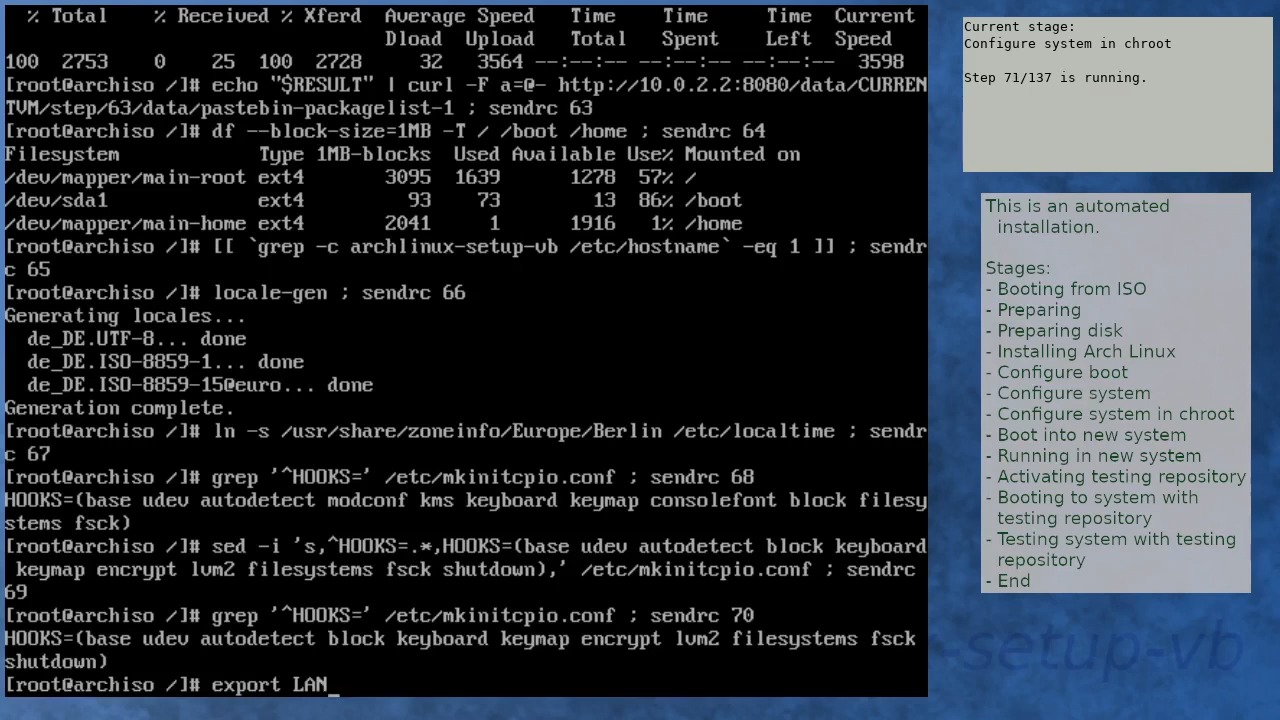 % Total    % Received % Xferd  Average Speed   Time    Time     Time  Current
                                 Dload  Upload   Total   Spent    Left  Speed
100  2753    0    25  100  2728     32   3564 --:--:-- --:--:-- --:--:--  3598
[root@archiso /]# echo "$RESULT" | curl -F a=@- http://10.0.2.2:8080/data/CURREN
TVM/step/63/data/pastebin-packagelist-1 ; sendrc 63
[root@archiso /]# df --block-size=1MB -T / /boot /home ; sendrc 64
Filesystem            Type 1MB-blocks  Used Available Use% Mounted on
/dev/mapper/main-root ext4       3095  1639      1278  57% /
/dev/sda1             ext4         93    73        13  86% /boot
/dev/mapper/main-home ext4       2041     1      1916   1% /home
[root@archiso /]# [[ `grep -c archlinux-setup-vb /etc/hostname` -eq 1 ]] ; sendr
c 65
[root@archiso /]# locale-gen ; sendrc 66
Generating locales...
  de_DE.UTF-8... done
  de_DE.ISO-8859-1... done
  de_DE.ISO-8859-15@euro... done
Generation complete.
[root@archiso /]# ln -s /usr/share/zoneinfo/Europe/Berlin /etc/localtime ; sendr
c 67
[root@archiso /]# grep '^HOOKS=' /etc/mkinitcpio.conf ; sendrc 68
HOOKS=(base udev autodetect modconf kms keyboard keymap consolefont block filesy
stems fsck)
[root@archiso /]# sed -i 's,^HOOKS=.*,HOOKS=(base udev autodetect block keyboard
 keymap encrypt lvm2 filesystems fsck shutdown),' /etc/mkinitcpio.conf ; sendrc
69
[root@archiso /]# grep '^HOOKS=' /etc/mkinitcpio.conf ; sendrc 70
HOOKS=(base udev autodetect block keyboard keymap encrypt lvm2 filesystems fsck
shutdown)
[root@archiso /]# export LAN_
Current stage:
Configure system in chroot
Step 71/137 is running.
This is an automated
installation.
Stages:
- Booting from ISO
- Preparing
- Preparing disk
- Installing Arch Linux
- Configure boot
- Configure system
- Configure system in chroot
- Boot into new system
- Running in new system
- Activating testing repository
- Booting to system with
testing repository
- Testing system with testing
repository
- End
-setup-vb